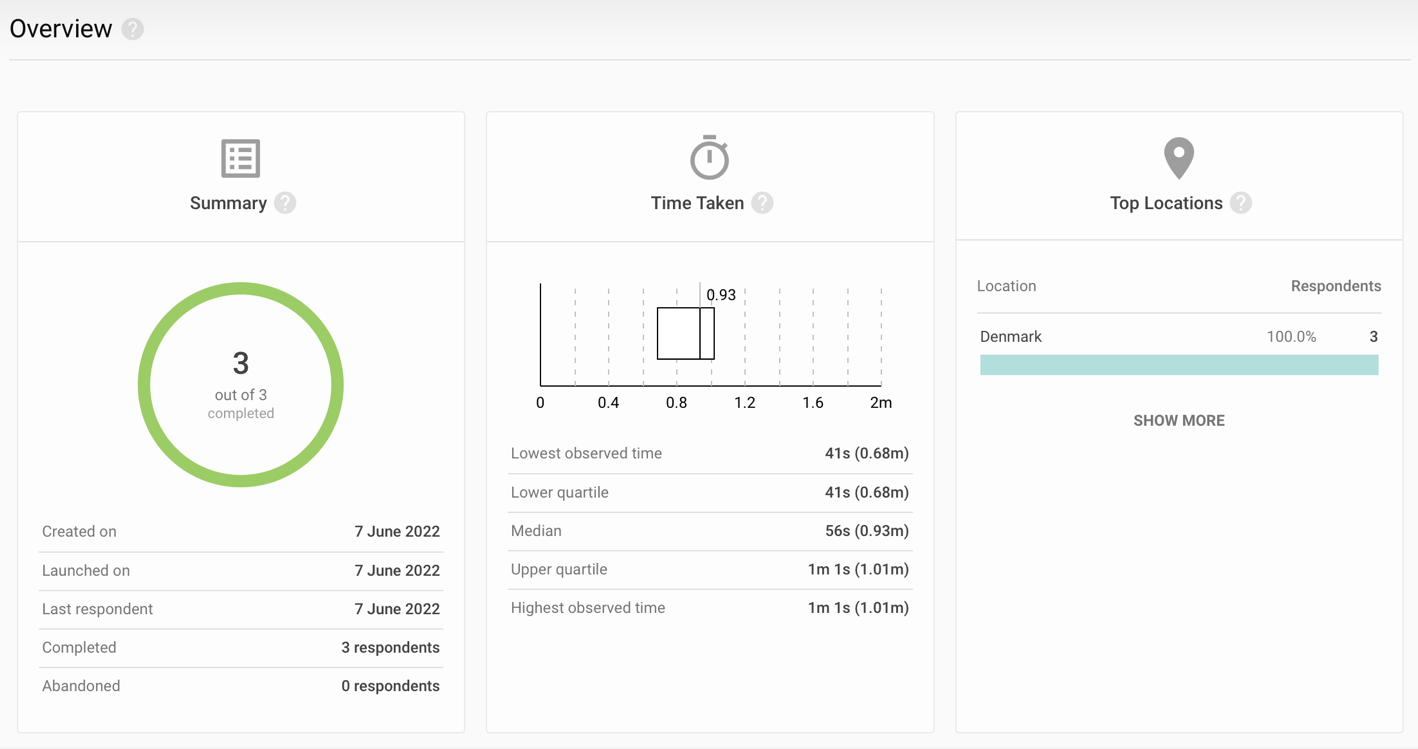 Overview ?
Summary ?
3
out of 3
completed
Created on 7 June 2022
Launched on 7 June 2022
Last respondent 7 June 2022
Completed 3 respondents
Abandoned 0 respondents
Time Taken ?
0.93
0 0.4 0.8 1.2 1.6 2m
Lowest observed time 41s (0.68m)
Lower quartile 41s (0.68m)
Median 56s (0.93m)
Upper quartile 1m 1s (1.01m)
Highest observed time 1m 1s (1.01m)
Top Locations ?
Location Respondents
Denmark 100.0% 3
SHOW MORE